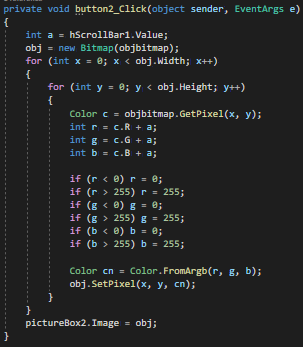 private void button2_Click(object sender, EventArgs e)
{
int a = hScrollBar1.Value;
obj = new Bitmap(objbitmap);
for (int x = 0; x < obj.Width; x++)
{
for (int y = 0; y < obj.Height; y++)
{
Color c = objbitmap.GetPixel(x, y);
int r = c.R + a;
int g = c.G + a;
int b = c.B + a;
if (r < 0) r = 0;
if (r > 255) r = 255;
if (g < 0) g = 0;
if (g > 255) g = 255;
if (b < 0) b = 0;
if (b > 255) b = 255;
Color cn = Color.FromArgb(r, g, b);
obj.SetPixel(x, y, cn);
}
}
pictureBox2.Image = obj;
}